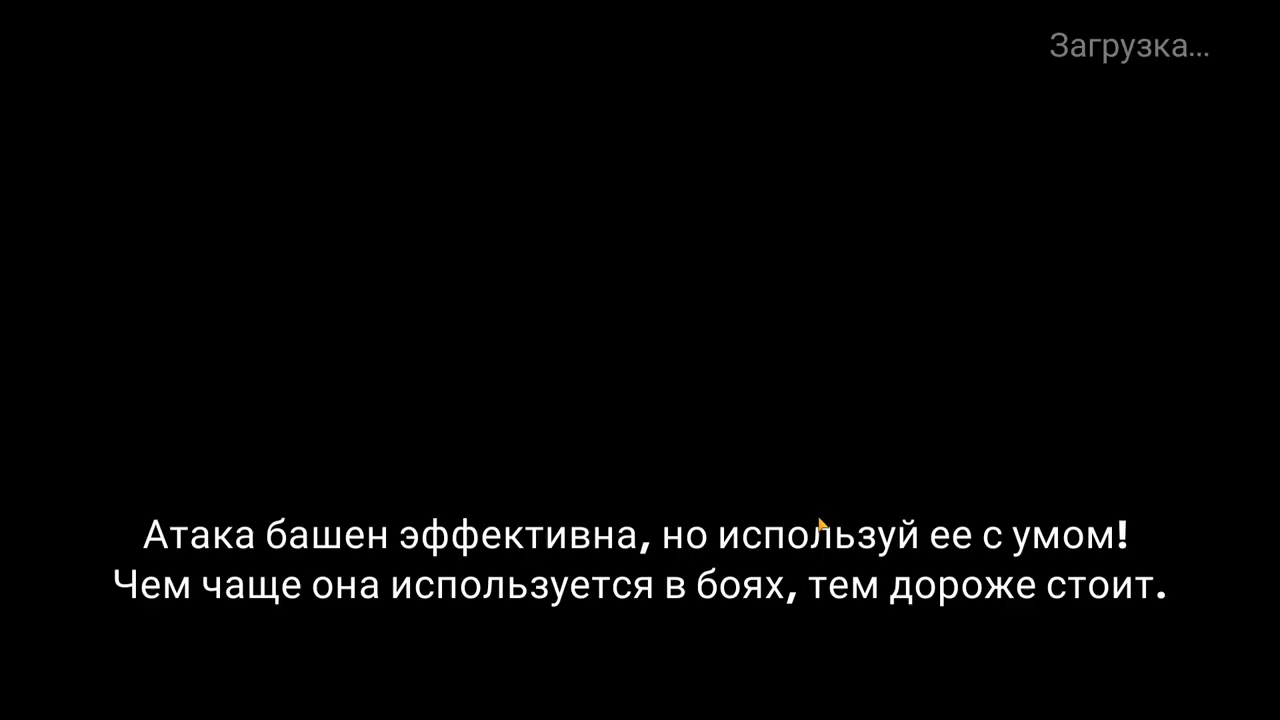 Загрузка...
Атака башен эффективна, но используй ее с умом!
Чем чаще она используется в боях, тем дороже стоит.